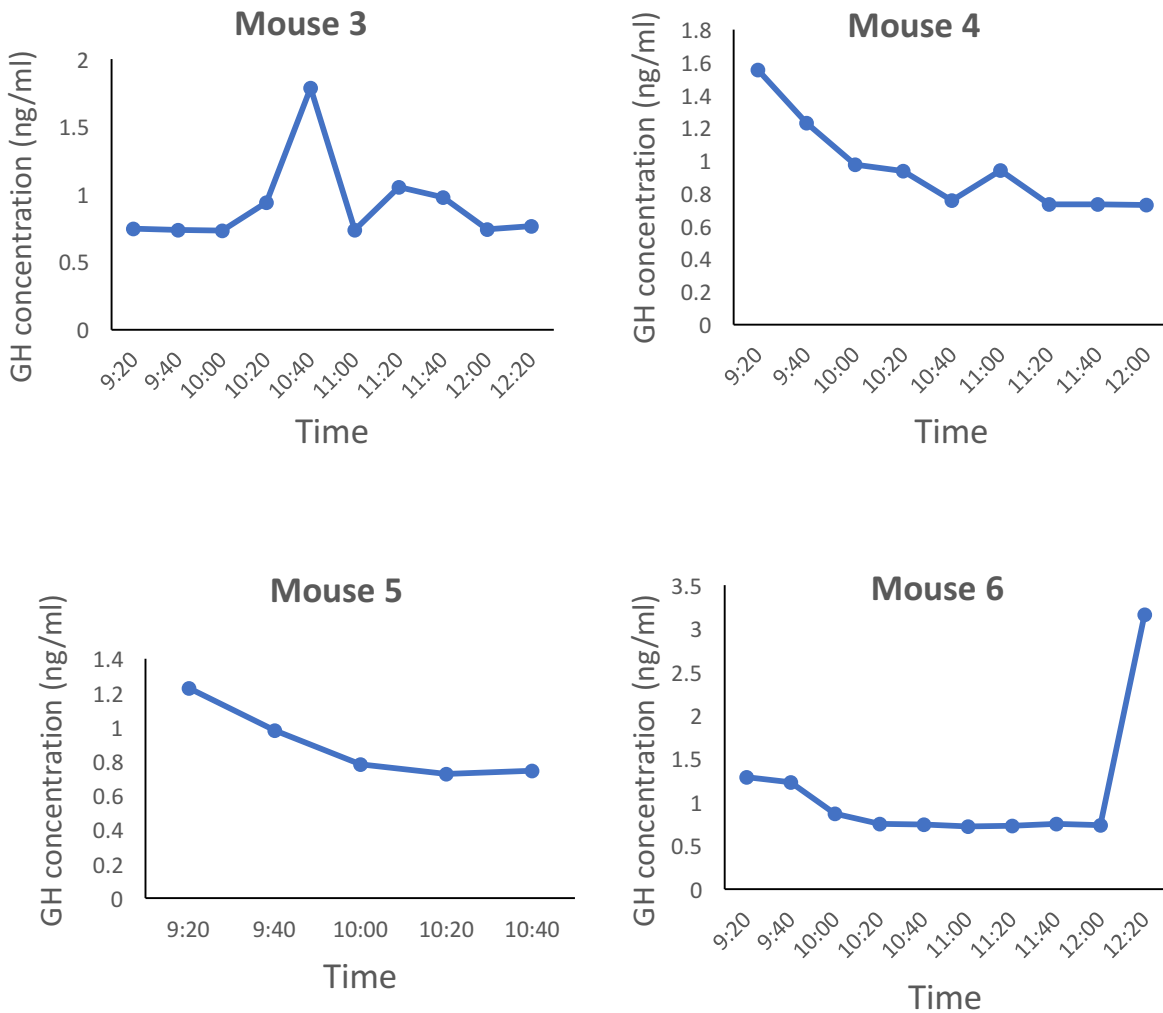 Mouse 3
GH concentration (ng/ml)
2
1.5
1
0.5
0
9:20 9:40 10:00 10:20 10:40 11:00 11:20 11:40 12:00 12:20
Time
Mouse 4
GH concentration (ng/ml)
1.8
1.6
1.4
1.2
1
0.8
0.6
0.4
0.2
0
9:20 9:40 10:00 10:20 10:40 11:00 11:20 11:40 12:00
Time
Mouse 5
GH concentration (ng/ml)
1.4
1.2
1
0.8
0.6
0.4
0.2
0
9:20 9:40 10:00 10:20 10:40
Time
Mouse 6
GH concentration (ng/ml)
3.5
3
2.5
2
1.5
1
0.5
0
9:20 9:40 10:00 10:20 10:40 11:00 11:20 11:40 12:00 12:20
Time